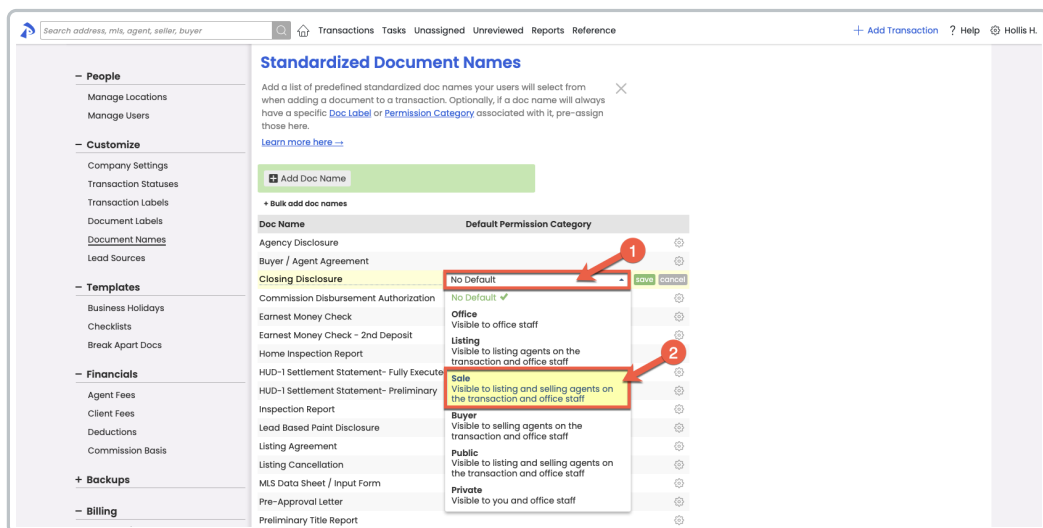 Search address, mls, agent, seller, buyer
Transactions Tasks Unassigned Unreviewed Reports Reference
+ Add Transaction ? Help Hollis H.
− People
Manage Locations
Manage Users
− Customize
Company Settings
Transaction Statuses
Transaction Labels
Document Labels
Document Names
Lead Sources
− Templates
Business Holidays
Checklists
Break Apart Docs
− Financials
Agent Fees
Client Fees
Deductions
Commission Basis
+ Backups
− Billing
Standardized Document Names
Add a list of predefined standardized doc names your users will select from
when adding a document to a transaction. Optionally, if a doc name will always
have a specific Doc Label or Permission Category associated with it, pre-assign
those here.
Learn more here →
Add Doc Name
+ Bulk add doc names
Doc Name Default Permission Category
Agency Disclosure
Buyer / Agent Agreement
Closing Disclosure
Commission Disbursement Authorization
Earnest Money Check
Earnest Money Check - 2nd Deposit
Home Inspection Report
HUD-1 Settlement Statement- Fully Execute
HUD-1 Settlement Statement- Preliminary
Inspection Report
Lead Based Paint Disclosure
Listing Agreement
Listing Cancellation
MLS Data Sheet / Input Form
Pre-Approval Letter
Preliminary Title Report
1
No Default
save cancel
No Default ✔
Office
Visible to office staff
Listing
Visible to listing agents on the
transaction and office staff
2
Sale
Visible to listing and selling agents on
the transaction and office staff
Buyer
Visible to selling agents on the
transaction and office staff
Public
Visible to listing and selling agents on
the transaction and office staff
Private
Visible to you and office staff